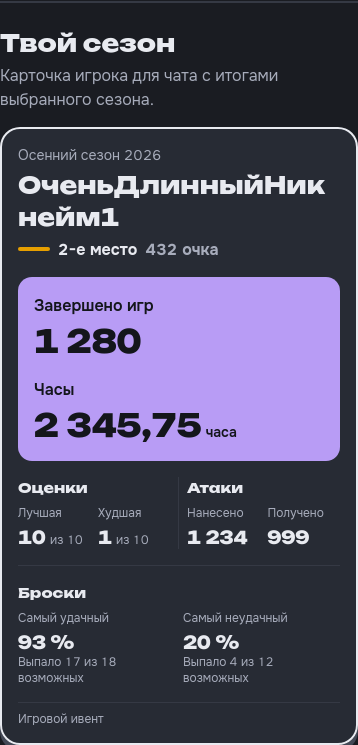 Твой сезон
Карточка игрока для чата с итогами
выбранного сезона.
Осенний сезон 2026
ОченьДлинныйНик
нейм1
2-е место 432 очка
Завершено игр
1 280
Часы
2 345,75 часа
Оценки
Лучшая Худшая
10 из 10 1 из 10
Атаки
Нанесено Получено
1 234 999
Броски
Самый удачный
93 %
Выпало 17 из 18
возможных
Самый неудачный
20 %
Выпало 4 из 12
возможных
Игровой ивент